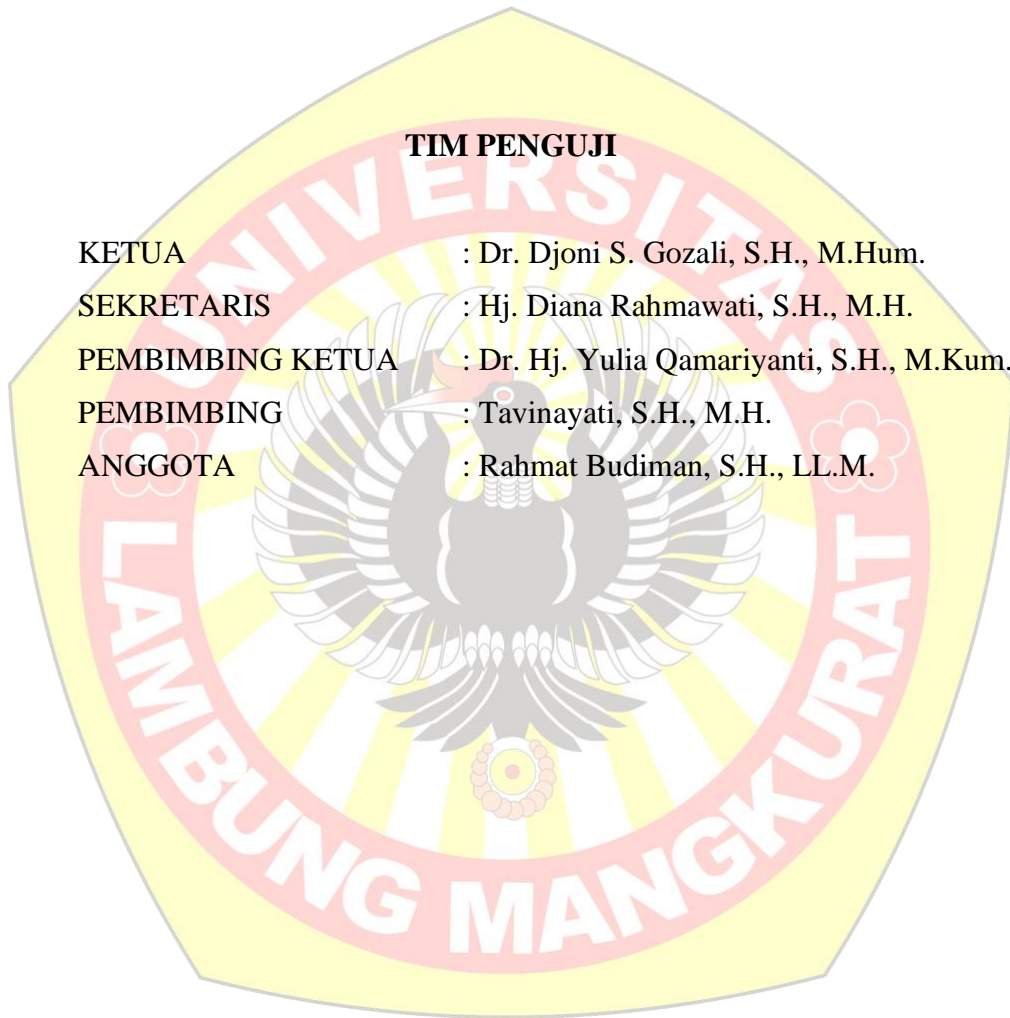 TIM PENGUJI
KETUA : Dr. Djoni S. Gozali, S.H., M.Hum.
SEKRETARIS : Hj. Diana Rahmawati, S.H., M.H.
PEMBIMBING KETUA : Dr. Hj. Yulia Qamariyanti, S.H., M.Kum.
PEMBIMBING : Tavinayati, S.H., M.H.
ANGGOTA : Rahmat Budiman, S.H., LL.M.
UNIVERSITAS
LAMBUNG MANGKURAT